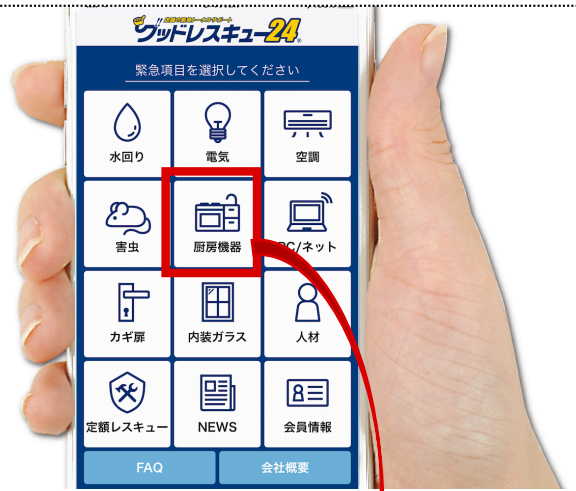 グッドレスキュー24
緊急項目を選択してください
水回り
電気
空調
害虫
厨房機器
PC/ネット
カギ扉
内装ガラス
人材
定額レスキュー
NEWS
会員情報
FAQ
会社概要